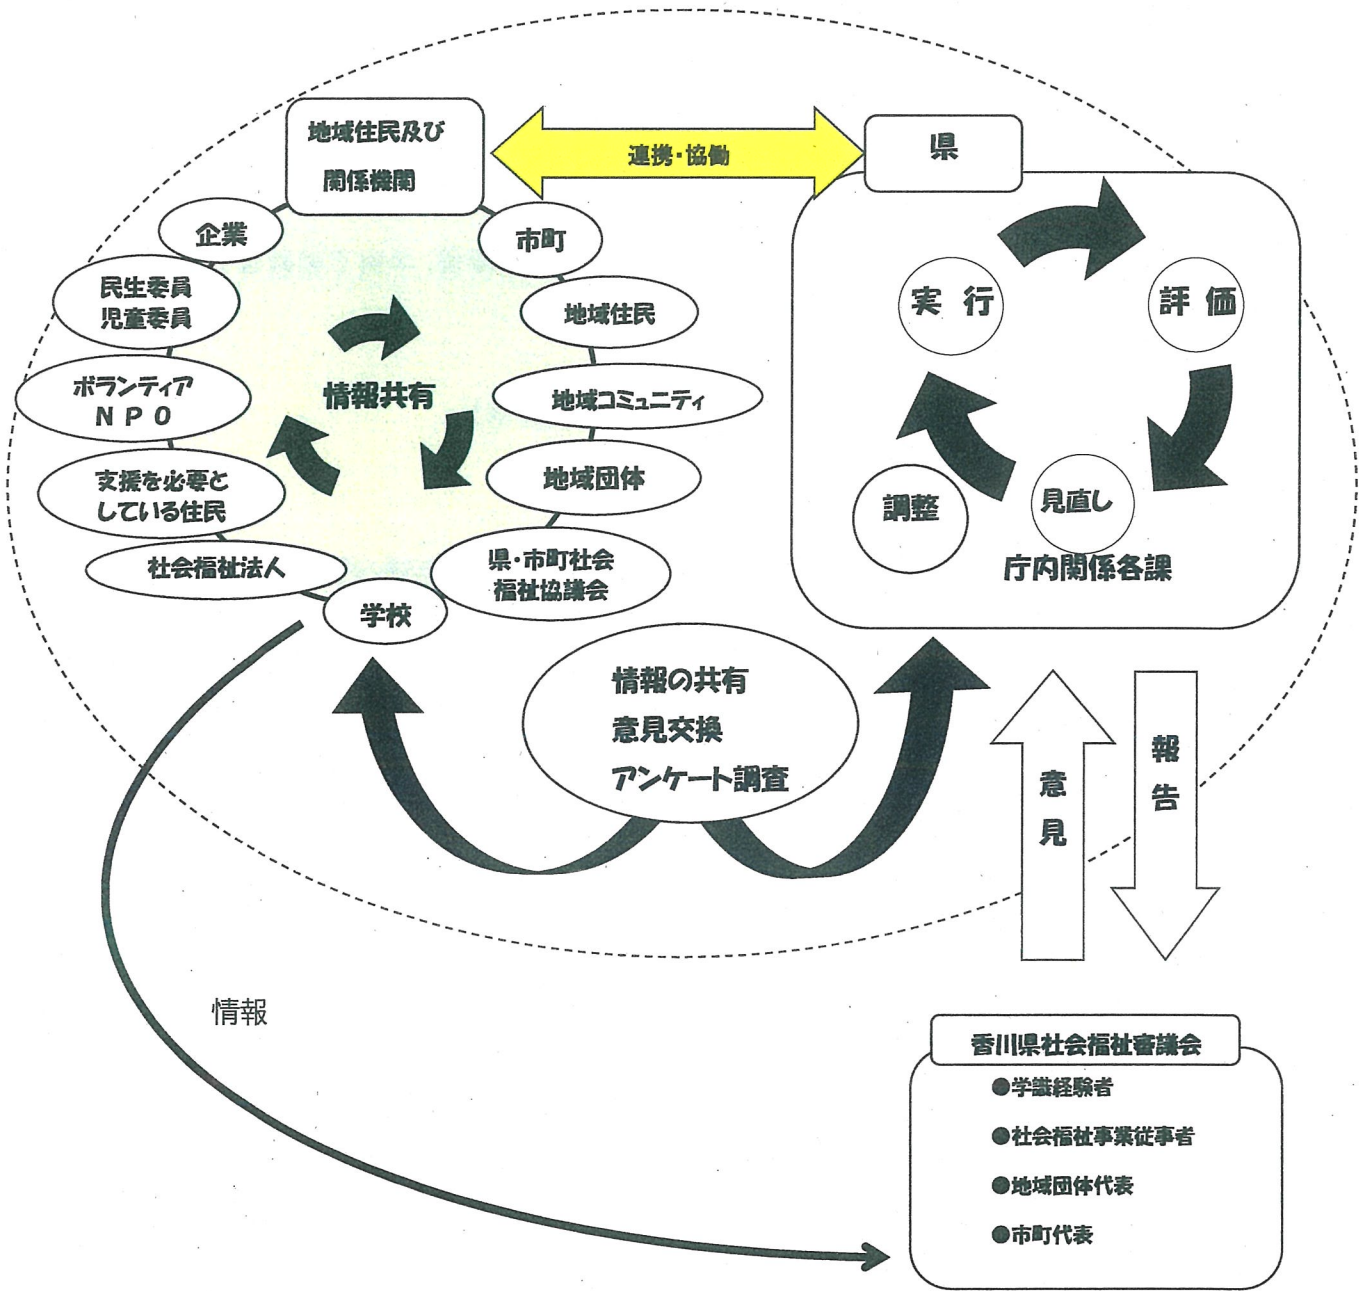 地域住民及び
関係機関
連携・協働
県
企業
市町
民生委員
児童委員
地域住民
ボランティア
NPO
情報共有
地域コミュニティ
支援を必要と
している住民
地域団体
社会福祉法人
県・市町社会
福祉協議会
学校
実行
評価
調整
見直し
庁内関係各課
情報の共有
意見交換
アンケート調査
意見
報告
情報
香川県社会福祉審議会
●学識経験者
●社会福祉事業従事者
●地域団体代表
●市町代表